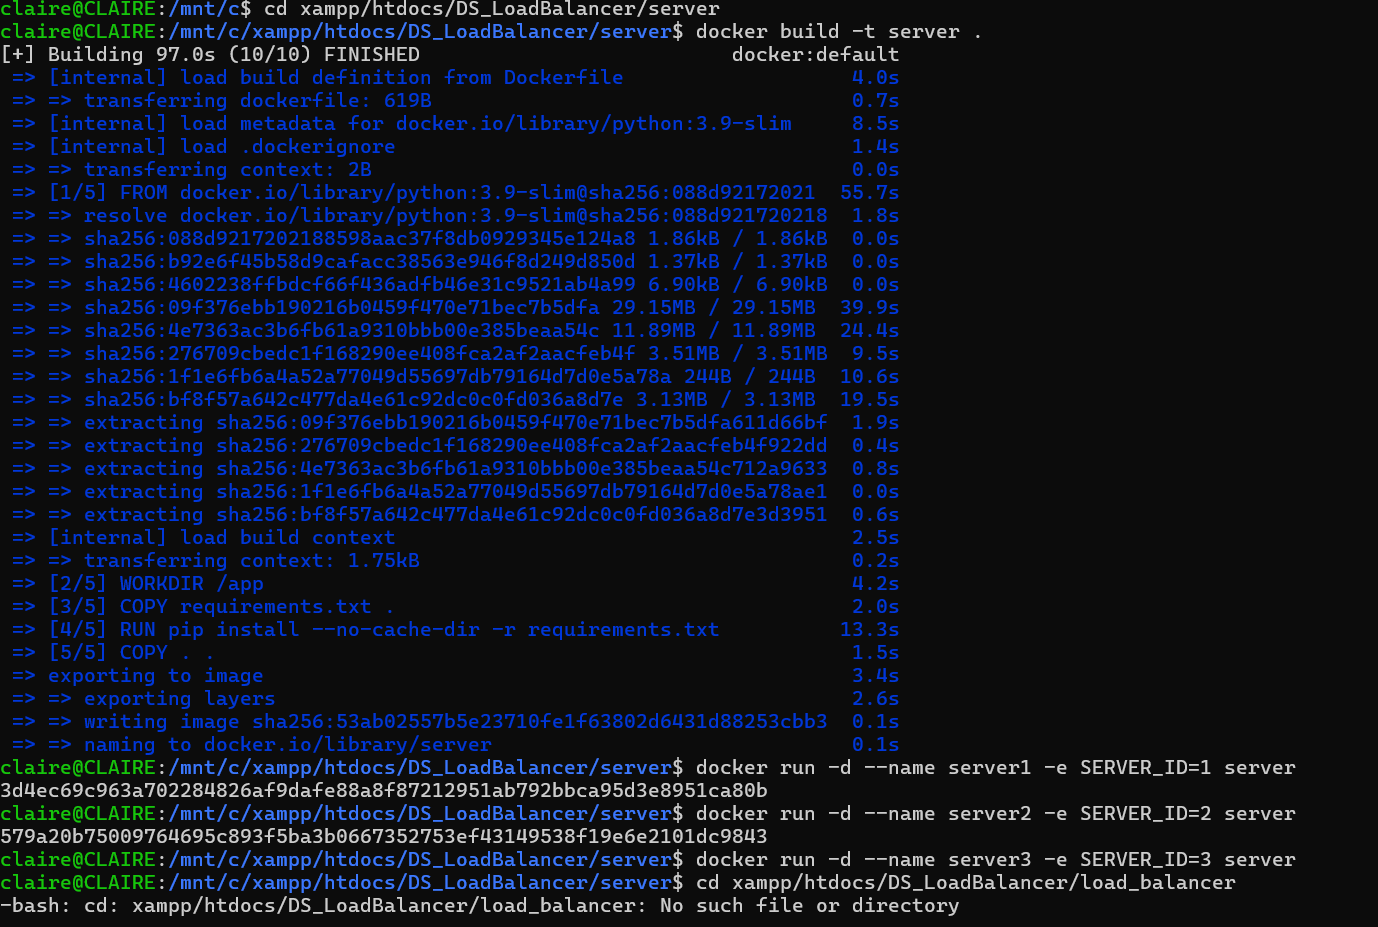 claire@CLAIRE:/mnt/c$ cd xampp/htdocs/DS_LoadBalancer/server
claire@CLAIRE:/mnt/c/xampp/htdocs/DS_LoadBalancer/server$ docker build -t server .
[+] Building 97.0s (10/10) FINISHED docker:default
=> [internal] load build definition from Dockerfile 4.0s
=> => transferring dockerfile: 619B 0.7s
=> [internal] load metadata for docker.io/library/python:3.9-slim 8.5s
=> [internal] load .dockerignore 1.4s
=> => transferring context: 2B 0.0s
=> [1/5] FROM docker.io/library/python:3.9-slim@sha256:088d92172021 55.7s
=> => resolve docker.io/library/python:3.9-slim@sha256:088d921720218 1.8s
=> => sha256:088d9217202188598aac37f8db0929345e124a8 1.86kB / 1.86kB 0.0s
=> => sha256:b92e6f45b58d9cafacc38563e946f8d249d850d 1.37kB / 1.37kB 0.0s
=> => sha256:4602238ffbdcf66f436adfb46e31c9521ab4a99 6.90kB / 6.90kB 0.0s
=> => sha256:09f376ebb190216b0459f470e71bec7b5dfa 29.15MB / 29.15MB 39.9s
=> => sha256:4e7363ac3b6fb61a9310bbb00e385beaa54c 11.89MB / 11.89MB 24.4s
=> => sha256:276709cbedc1f168290ee408fca2af2aacfeb4f 3.51MB / 3.51MB 9.5s
=> => sha256:1f1e6fb6a4a52a77049d55697db79164d7d0e5a78a 244B / 244B 10.6s
=> => sha256:bf8f57a642c477da4e61c92dc0c0fd036a8d7e 3.13MB / 3.13MB 19.5s
=> => extracting sha256:09f376ebb190216b0459f470e71bec7b5dfa611d66bf 1.9s
=> => extracting sha256:276709cbedc1f168290ee408fca2af2aacfeb4f922dd 0.4s
=> => extracting sha256:4e7363ac3b6fb61a9310bbb00e385beaa54c712a9633 0.8s
=> => extracting sha256:1f1e6fb6a4a52a77049d55697db79164d7d0e5a78ae1 0.0s
=> => extracting sha256:bf8f57a642c477da4e61c92dc0c0fd036a8d7e3d3951 0.6s
=> [internal] load build context 2.5s
=> => transferring context: 1.75kB 0.2s
=> [2/5] WORKDIR /app 4.2s
=> [3/5] COPY requirements.txt . 2.0s
=> [4/5] RUN pip install --no-cache-dir -r requirements.txt 13.3s
=> [5/5] COPY . . 1.5s
=> exporting to image 3.4s
=> => exporting layers 2.6s
=> => writing image sha256:53ab02557b5e23710fe1f63802d6431d88253cbb3 0.1s
=> => naming to docker.io/library/server 0.1s
claire@CLAIRE:/mnt/c/xampp/htdocs/DS_LoadBalancer/server$ docker run -d --name server1 -e SERVER_ID=1 server
3d4ec69c963a702284826af9dafe88a8f87212951ab792bbca95d3e8951ca80b
claire@CLAIRE:/mnt/c/xampp/htdocs/DS_LoadBalancer/server$ docker run -d --name server2 -e SERVER_ID=2 server
579a20b75009764695c893f5ba3b0667352753ef43149538f19e6e2101dc9843
claire@CLAIRE:/mnt/c/xampp/htdocs/DS_LoadBalancer/server$ docker run -d --name server3 -e SERVER_ID=3 server
claire@CLAIRE:/mnt/c/xampp/htdocs/DS_LoadBalancer/server$ cd xampp/htdocs/DS_LoadBalancer/load_balancer
-bash: cd: xampp/htdocs/DS_LoadBalancer/load_balancer: No such file or directory